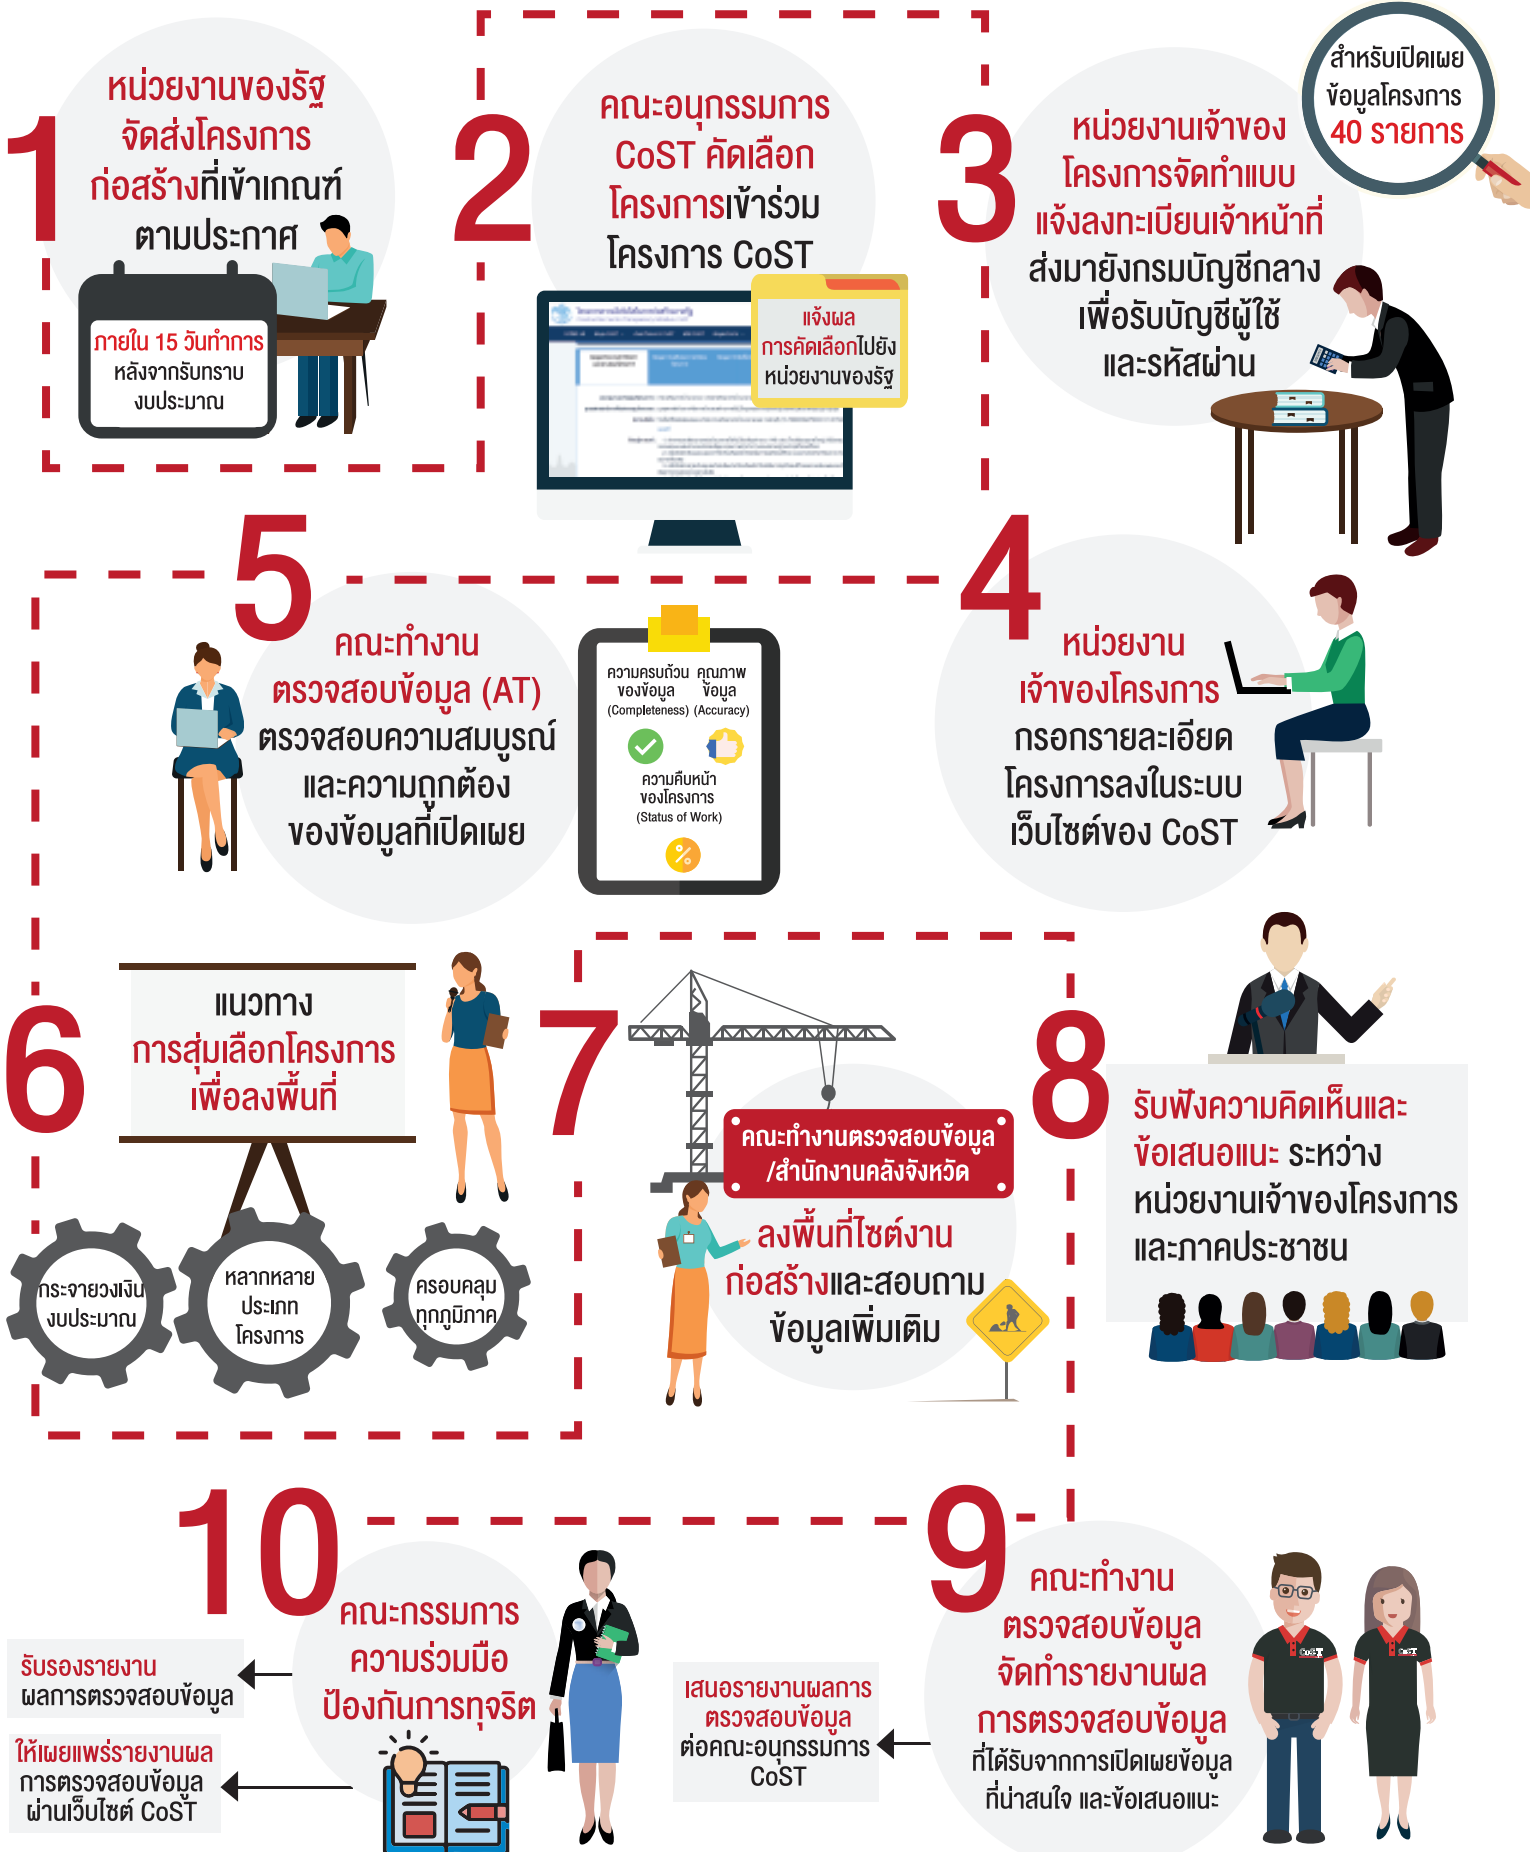 1
หน่วยงานของรัฐ
จัดส่งโครงการ
ก่อสร้างที่เข้าเกณฑ์
ตามประกาศ
ภายใน 15 วันทำการ
หลังจากรับทราบ
งบประมาณ
2
คณะอนุกรรมการ
CoST คัดเลือก
โครงการเข้าร่วม
โครงการ CoST
แจ้งผล
การคัดเลือกไปยัง
หน่วยงานของรัฐ
3
หน่วยงานเจ้าของ
โครงการจัดทำแบบ
แจ้งลงทะเบียนเจ้าหน้าที่
ส่งมายังกรมบัญชีกลาง
เพื่อรับบัญชีผู้ใช้
และรหัสผ่าน
สำหรับเปิดเผย
ข้อมูลโครงการ
40 รายการ
4
หน่วยงาน
เจ้าของโครงการ
กรอกรายละเอียด
โครงการลงในระบบ
เว็บไซต์ของ CoST
5
คณะทำงาน
ตรวจสอบข้อมูล (AT)
ตรวจสอบความสมบูรณ์
และความถูกต้อง
ของข้อมูลที่เปิดเผย
ความครบถ้วน
ของข้อมูล
(Completeness)
คุณภาพ
ข้อมูล
(Accuracy)
ความคืบหน้า
ของโครงการ
(Status of Work)
%
6
แนวทาง
การสุ่มเลือกโครงการ
เพื่อลงพื้นที่
กระจายวงเงิน
งบประมาณ
หลากหลาย
ประเภท
โครงการ
ครอบคลุม
ทุกภูมิภาค
7
คณะทำงานตรวจสอบข้อมูล
/สำนักงานคลังจังหวัด
ลงพื้นที่ไซต์งาน
ก่อสร้างและสอบถาม
ข้อมูลเพิ่มเติม
8
รับฟังความคิดเห็นและ
ข้อเสนอแนะ ระหว่าง
หน่วยงานเจ้าของโครงการ
และภาคประชาชน
9
คณะทำงาน
ตรวจสอบข้อมูล
จัดทำรายงานผล
การตรวจสอบข้อมูล
ที่ได้รับจากการเปิดเผยข้อมูล
ที่น่าสนใจ และข้อเสนอแนะ
CoST
CoST
เสนอรายงานผลการ
ตรวจสอบข้อมูล
ต่อคณะอนุกรรมการ
CoST
10
คณะกรรมการ
ความร่วมมือ
ป้องกันการทุจริต
รับรองรายงาน
ผลการตรวจสอบข้อมูล
ให้เผยแพร่รายงานผล
การตรวจสอบข้อมูล
ผ่านเว็บไซต์ CoST